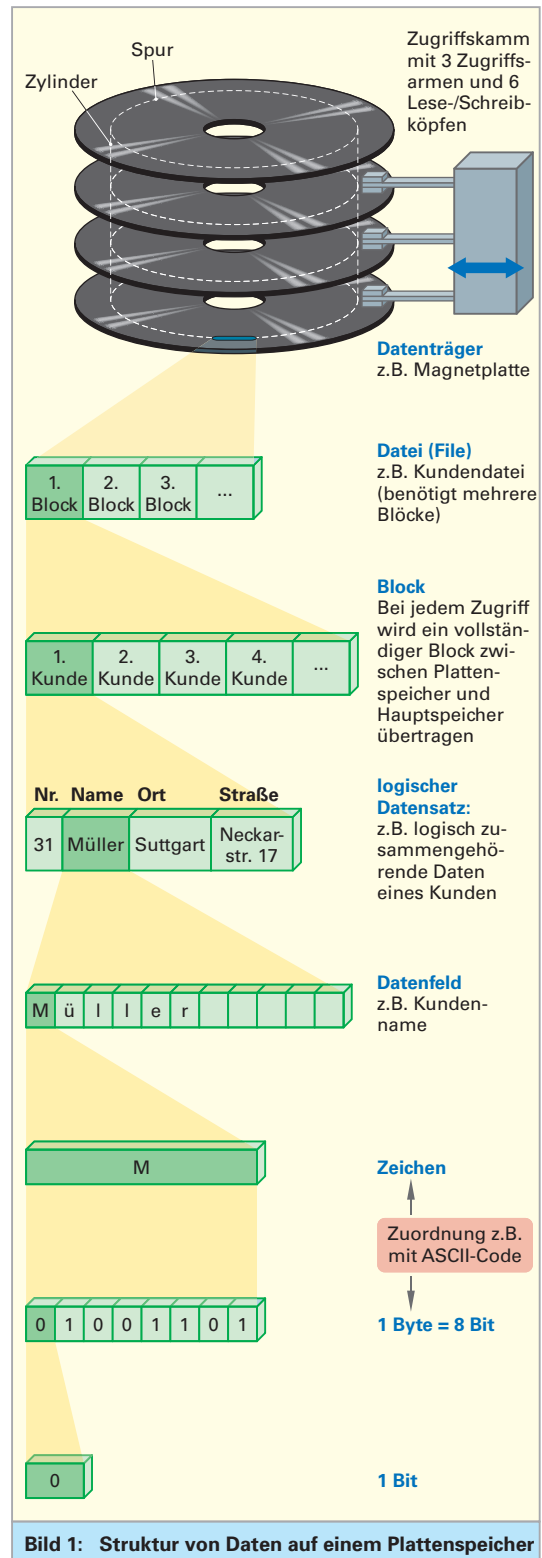 Spur
Zylinder
Zugriffskamm
mit 3 Zugriffs-
armen und 6
Lese-/Schreib-
köpfen
Datenträger
z.B. Magnetplatte
1.
Block
2.
Block
3.
Block
...
Datei (File)
z.B. Kundendatei
(benötigt mehrere
Blöcke)
Block
Bei jedem Zugriff
wird ein vollstän-
diger Block zwi-
schen Platten-
speicher und
Hauptspeicher
übertragen
1.
Kunde
2.
Kunde
3.
Kunde
4.
Kunde
...
Nr. Name Ort Straße
31 Müller Suttgart Neckar-
str. 17
logischer
Datensatz:
z.B. logisch zu-
sammengehö-
rende Daten
eines Kunden
M ü l l e r
Datenfeld
z.B. Kunden-
name
M
Zeichen
Zuordnung z.B.
mit ASCII-Code
0 1 0 0 1 1 0 1
1 Byte = 8 Bit
0
1 Bit
Bild 1: Struktur von Daten auf einem Plattenspeicher